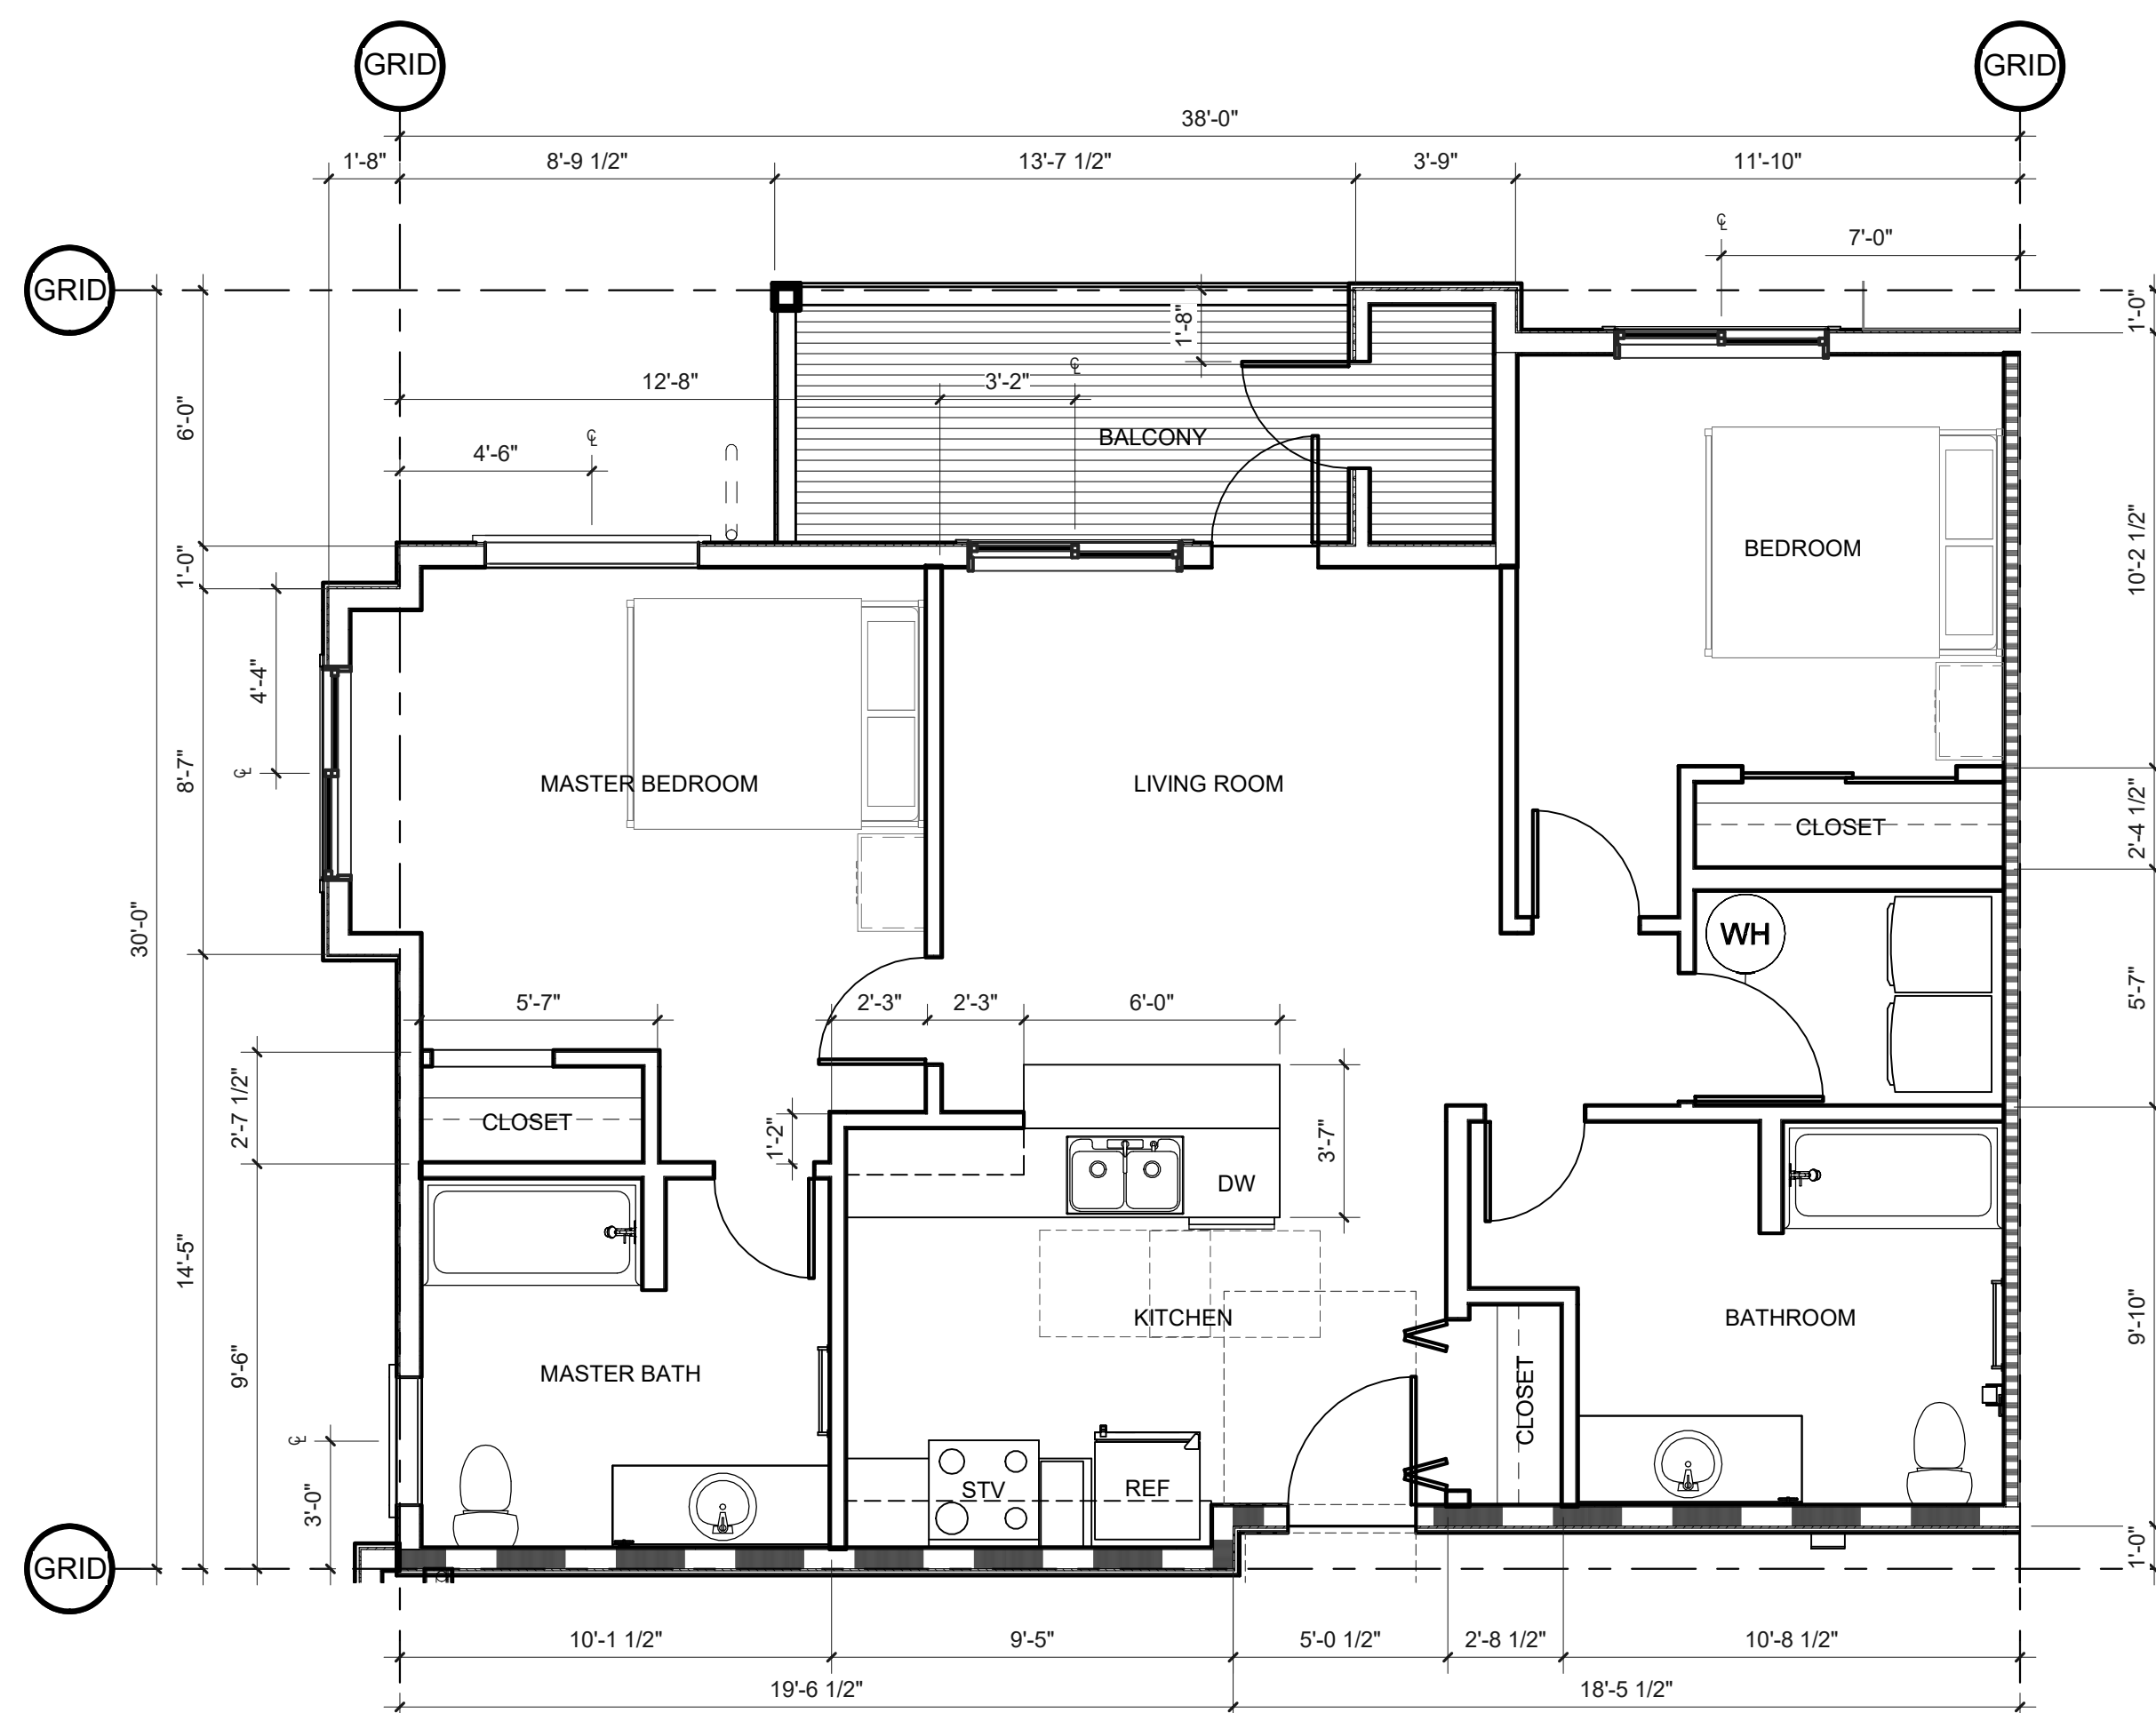 GRID
GRID
38'-0"
1'-8"
8'-9 1/2"
13'-7 1/2"
3'-9"
11'-10"
℄
7'-0"
GRID
1'-0"
1'-8"
℄
12'-8"
3'-2"
6'-0"
℄
4'-6"
BALCONY
10'-2 1/2"
BEDROOM
1'-0"
4'-4"
℄
8'-7"
MASTER BEDROOM
LIVING ROOM
CLOSET
2'-4 1/2"
30'-0"
WH
5'-7"
5'-7"
2'-3"
2'-3"
6'-0"
2'-7 1/2"
CLOSET
1'-2"
3'-7"
DW
14'-5"
KITCHEN
BATHROOM
9'-10"
9'-6"
MASTER BATH
CLOSET
℄
3'-0"
STV
REF
GRID
1'-0"
10'-1 1/2"
9'-5"
5'-0 1/2"
2'-8 1/2"
10'-8 1/2"
19'-6 1/2"
18'-5 1/2"